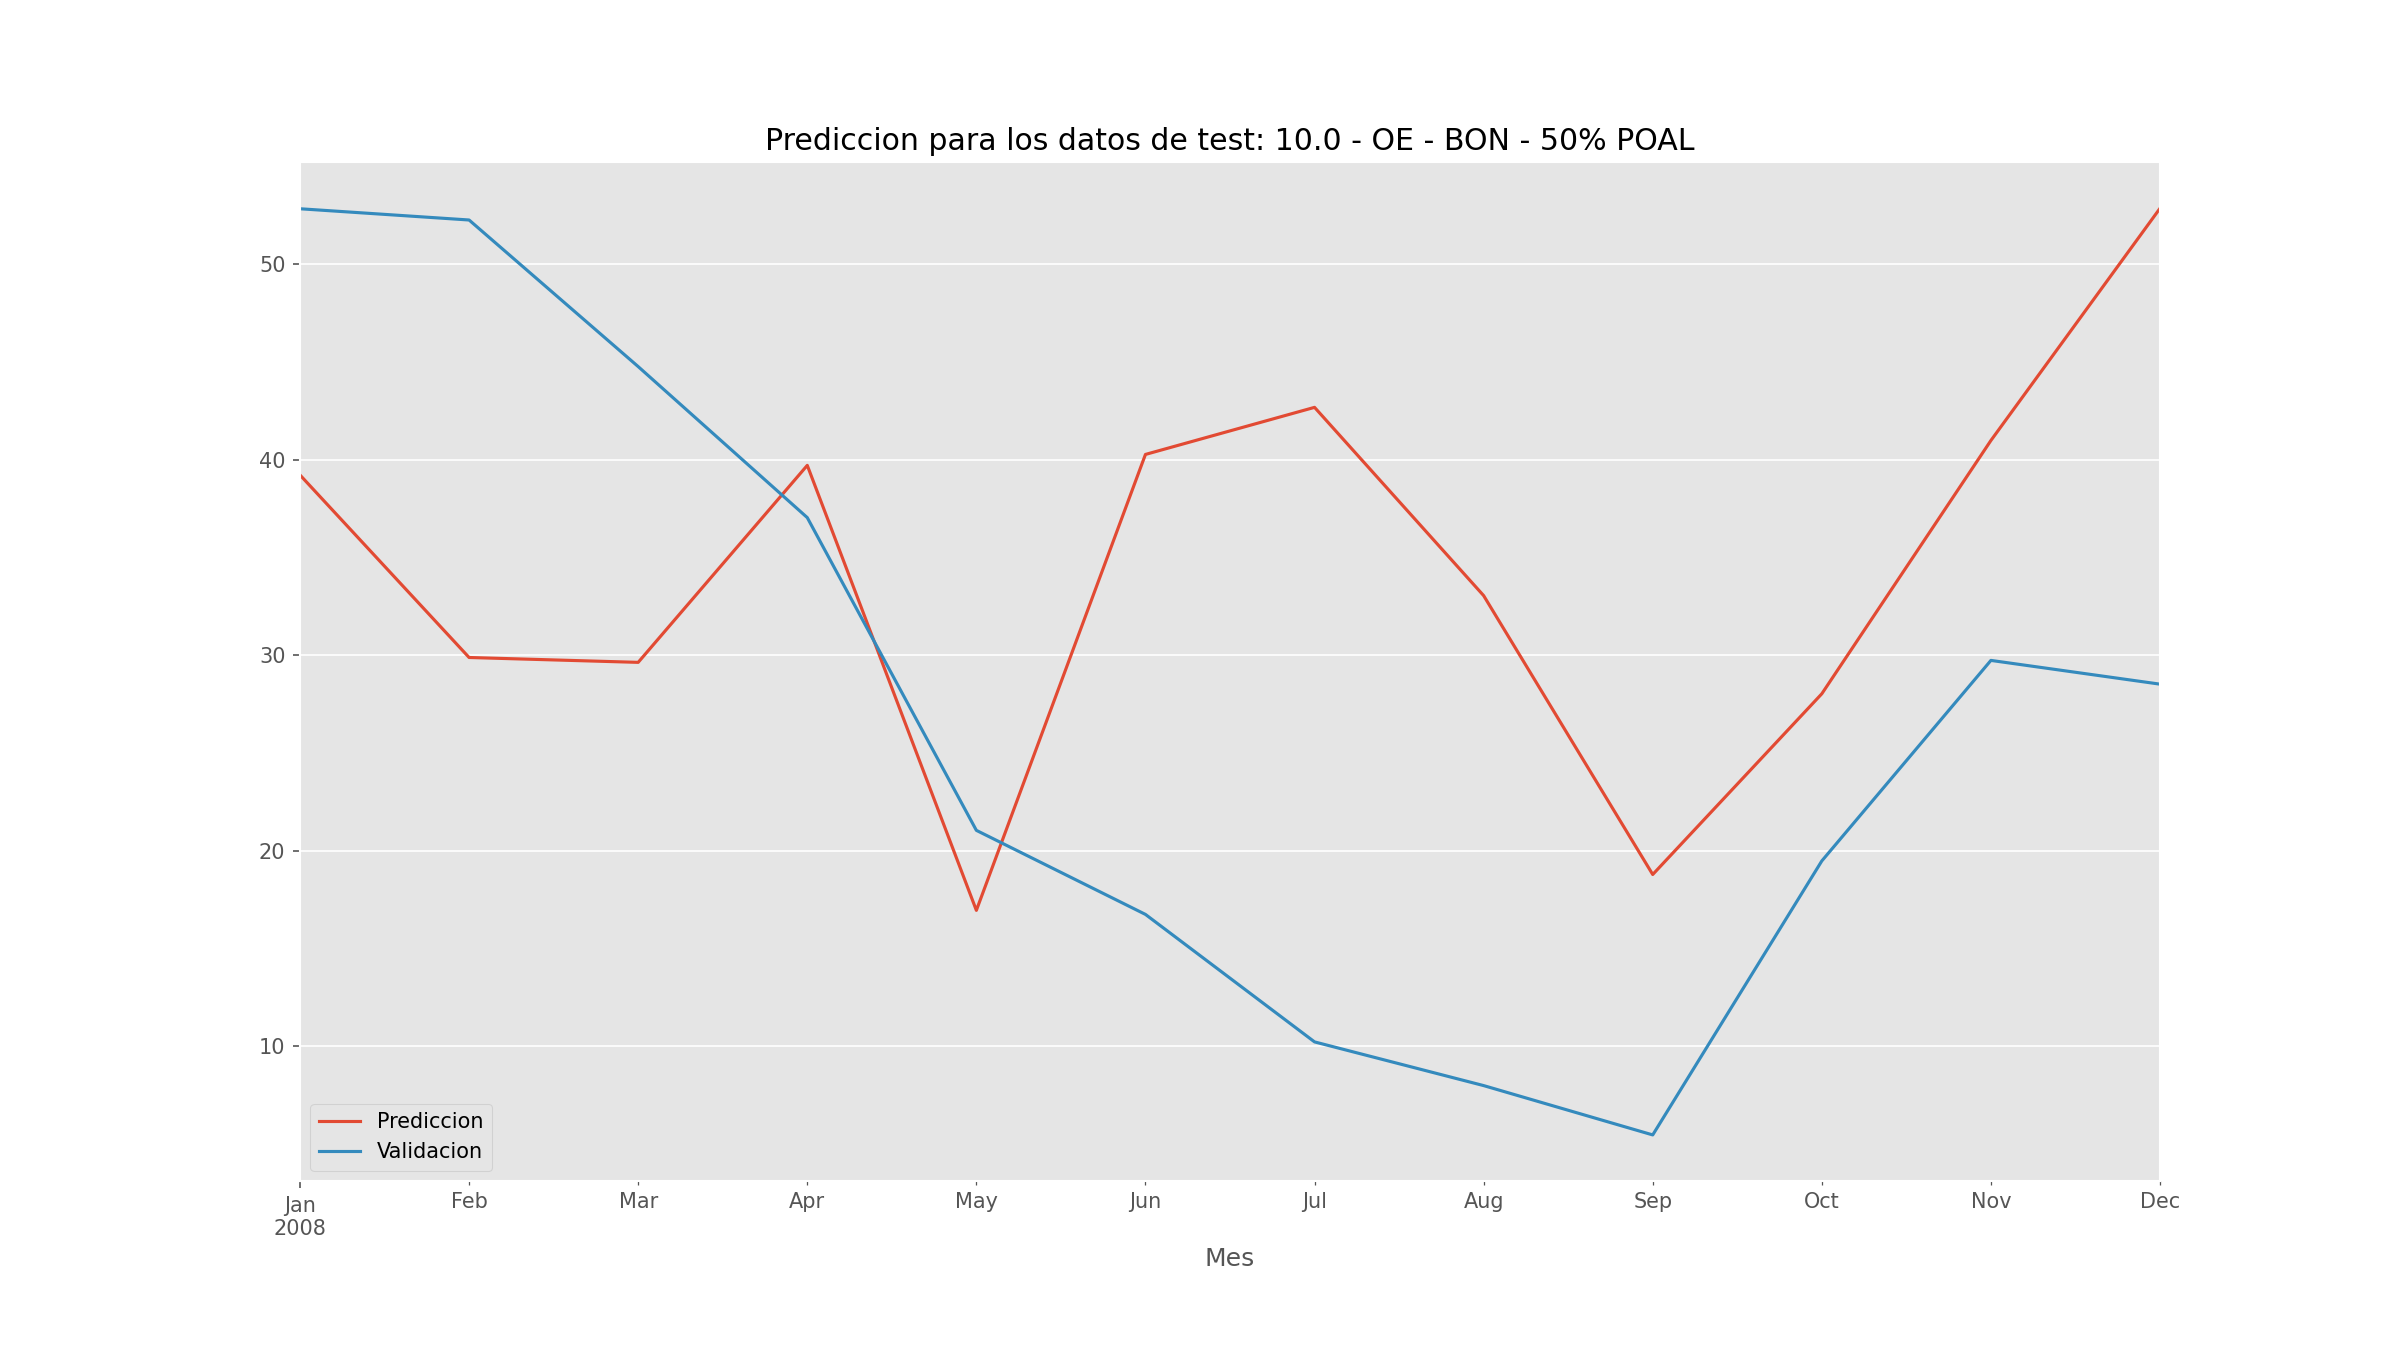 Prediccion para los datos de test: 10.0 - OE - BON - 50% POAL
50
40
30
20
10
Prediccion
Validacion
Jan Feb Mar Apr May Jun Jul Aug Sep Oct Nov Dec
2008
Mes